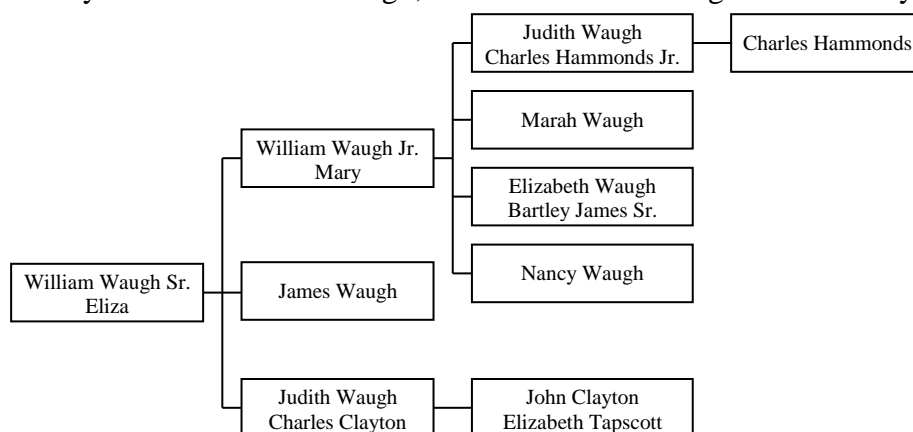 Judith Waugh
Charles Hammonds Jr.
Charles Hammonds
Marah Waugh
William Waugh Jr.
Mary
Elizabeth Waugh
Bartley James Sr.
William Waugh Sr.
Eliza
James Waugh
Nancy Waugh
Judith Waugh
Charles Clayton
John Clayton
Elizabeth Tapscott